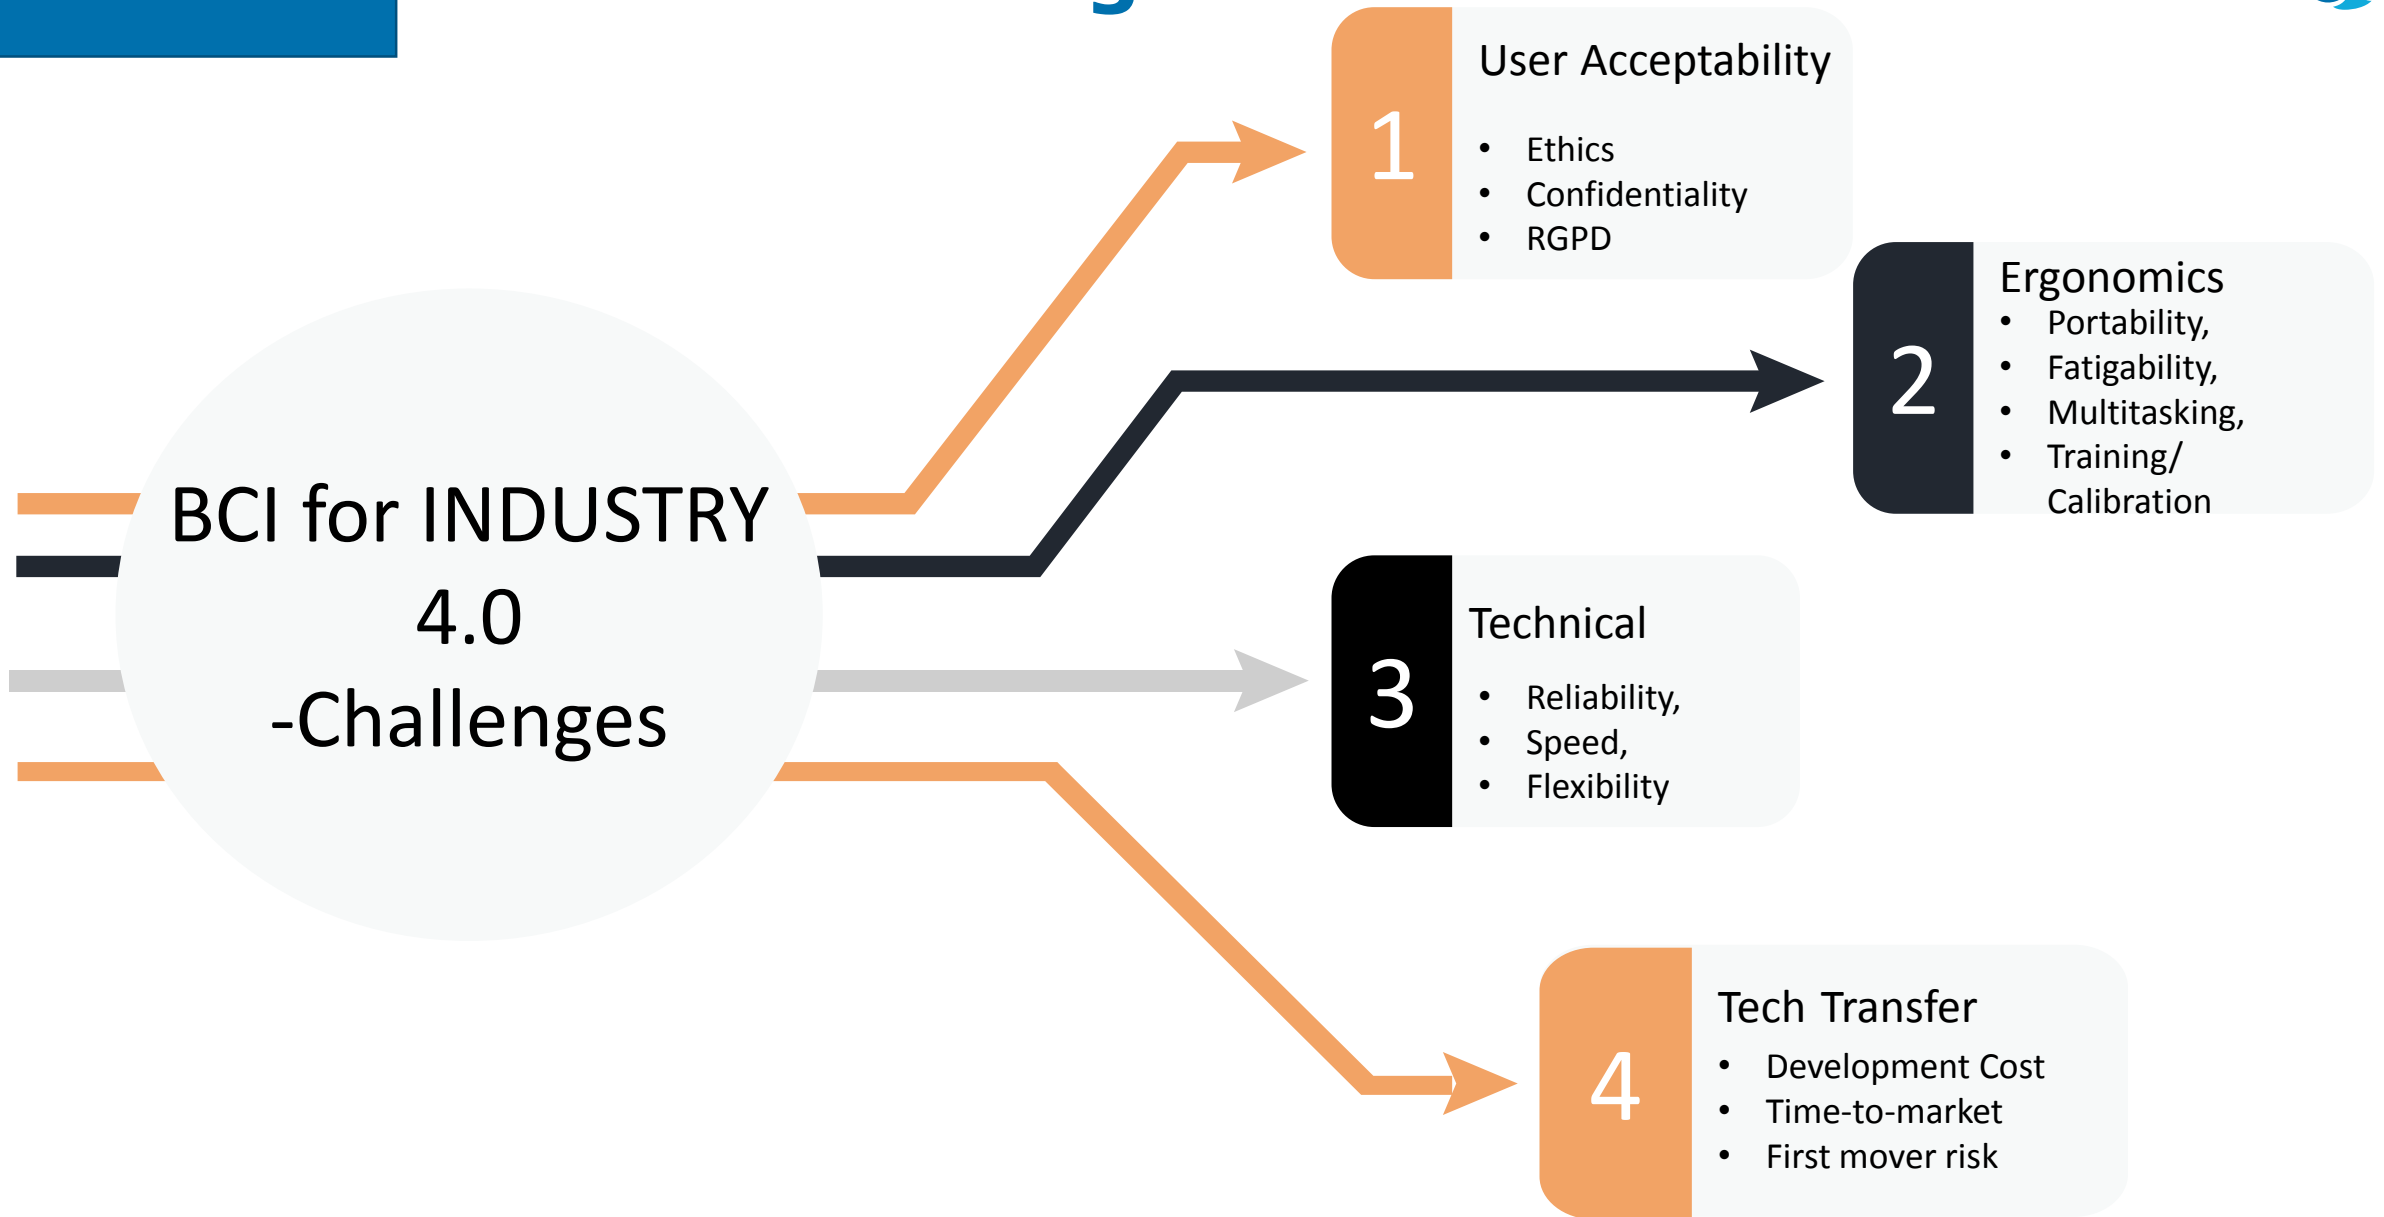 BCI for INDUSTRY
4.0
-Challenges
1
User Acceptability
• Ethics
• Confidentiality
• RGPD
2
Ergonomics
• Portability,
• Fatigability,
• Multitasking,
• Training/
Calibration
3
Technical
• Reliability,
• Speed,
• Flexibility
4
Tech Transfer
• Development Cost
• Time-to-market
• First mover risk